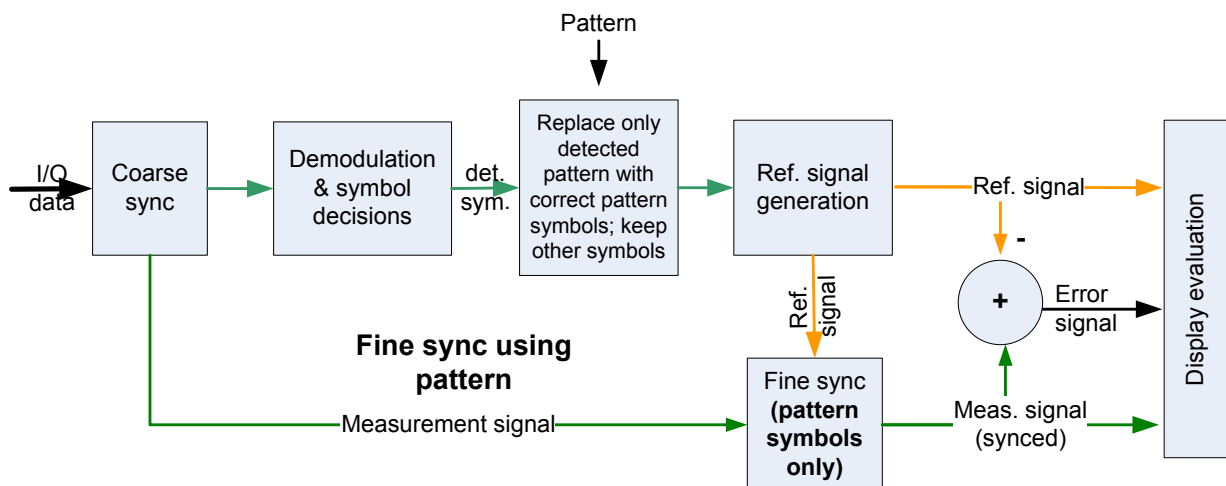 Pattern
I/Q
data
Coarse
sync
Demodulation
& symbol
decisions
det.
sym.
Replace only
detected
pattern with
correct pattern
symbols; keep
other symbols
Ref. signal
generation
Ref. signal
-
+
Error
signal
Display evaluation
Ref.
signal
Fine sync using
pattern
Measurement signal
Fine sync
(pattern
symbols
only)
Meas. signal
(synced)